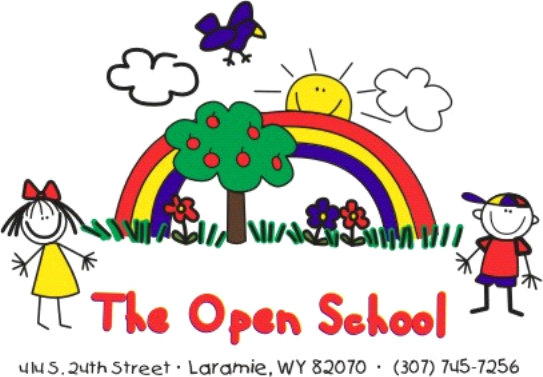 The Open School
414 S. 24th Street · Laramie, WY 82070 · (307) 745-7256